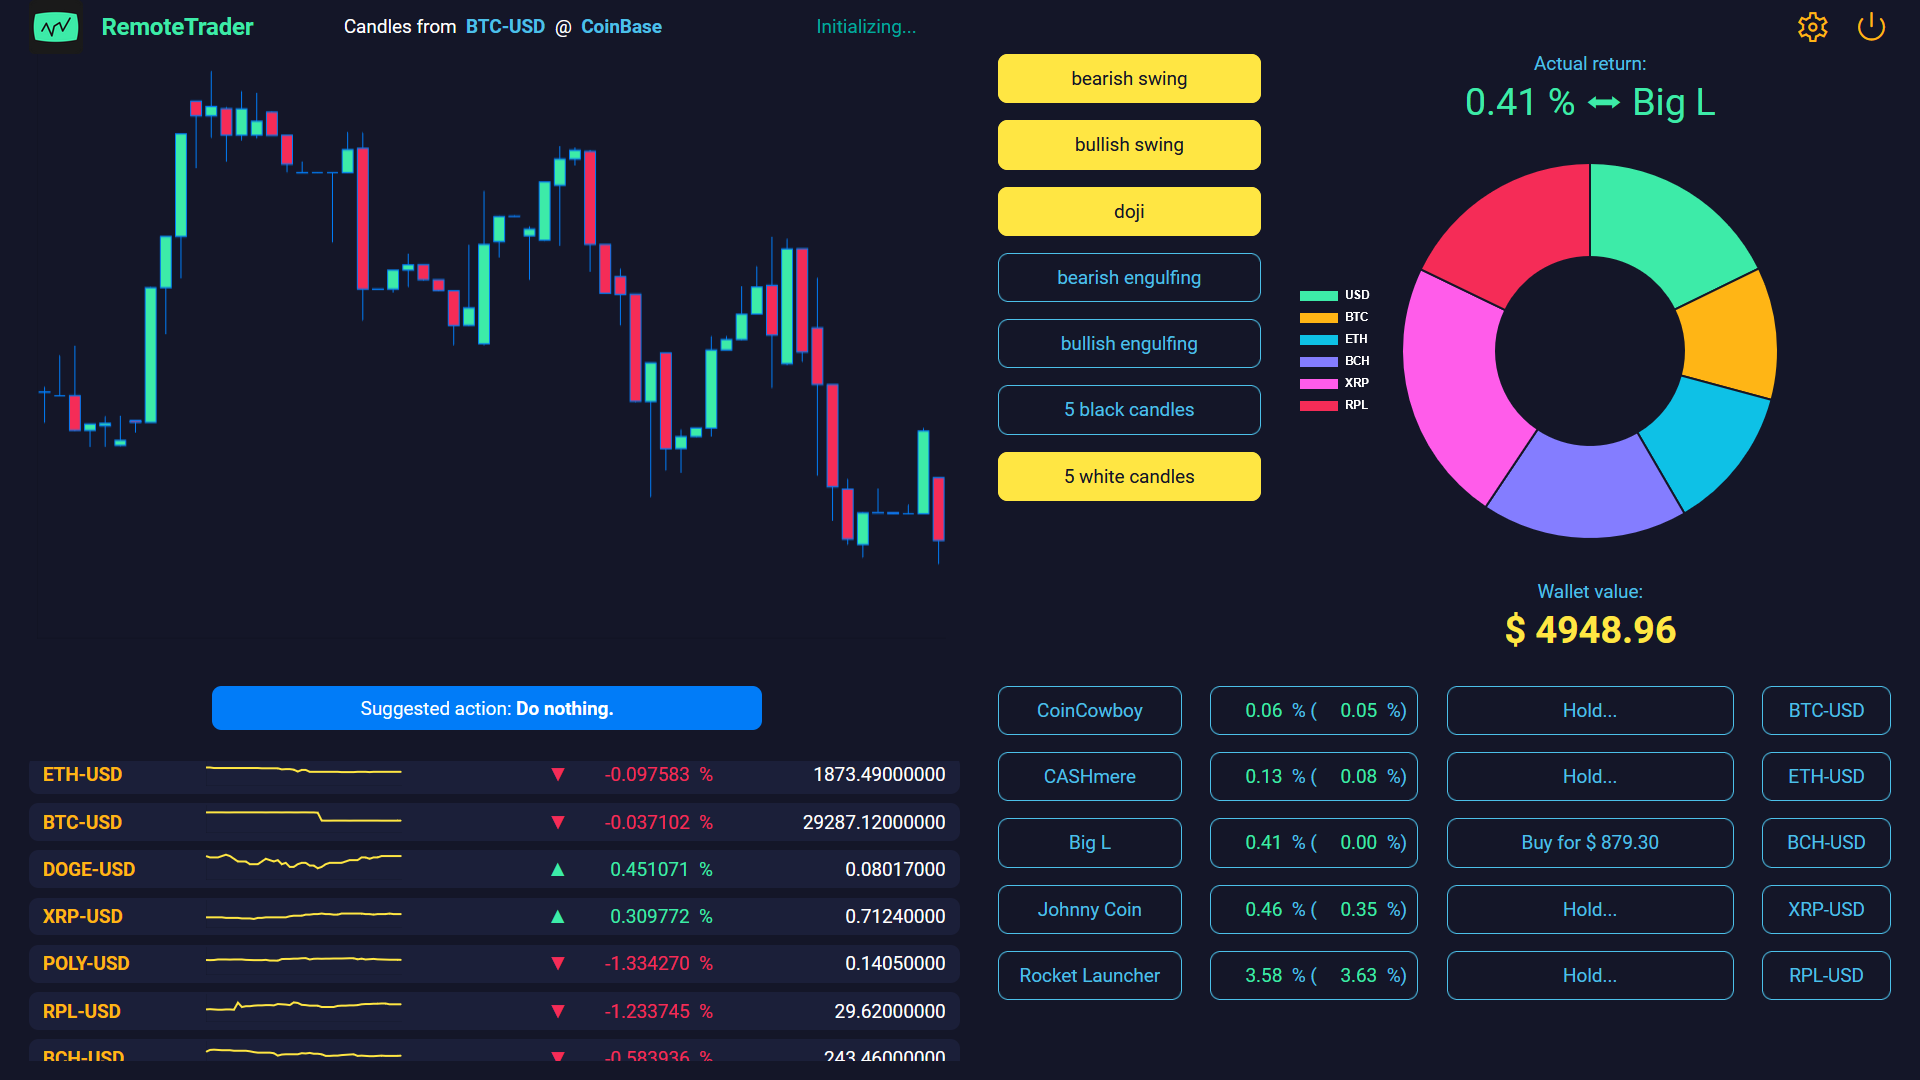 RemoteTrader
Candles from BTC-USD @ CoinBase
Initializing...
bearish swing
bullish swing
doji
bearish engulfing
bullish engulfing
5 black candles
5 white candles
Actual return:
0.41 % ↔ Big L
USD
BTC
ETH
BCH
XRP
RPL
Wallet value:
$ 4948.96
Suggested action: Do nothing.
ETH-USD ▼ -0.097583 % 1873.49000000
BTC-USD ▼ -0.037102 % 29287.12000000
DOGE-USD ▲ 0.451071 % 0.08017000
XRP-USD ▲ 0.309772 % 0.71240000
POLY-USD ▼ -1.334270 % 0.14050000
RPL-USD ▼ -1.233745 % 29.62000000
BCH-USD ▼ -0.583936 % 243.46000000
CoinCowboy 0.06 % ( 0.05 %) Hold... BTC-USD
CASHmere 0.13 % ( 0.08 %) Hold... ETH-USD
Big L 0.41 % ( 0.00 %) Buy for $ 879.30 BCH-USD
Johnny Coin 0.46 % ( 0.35 %) Hold... XRP-USD
Rocket Launcher 3.58 % ( 3.63 %) Hold... RPL-USD